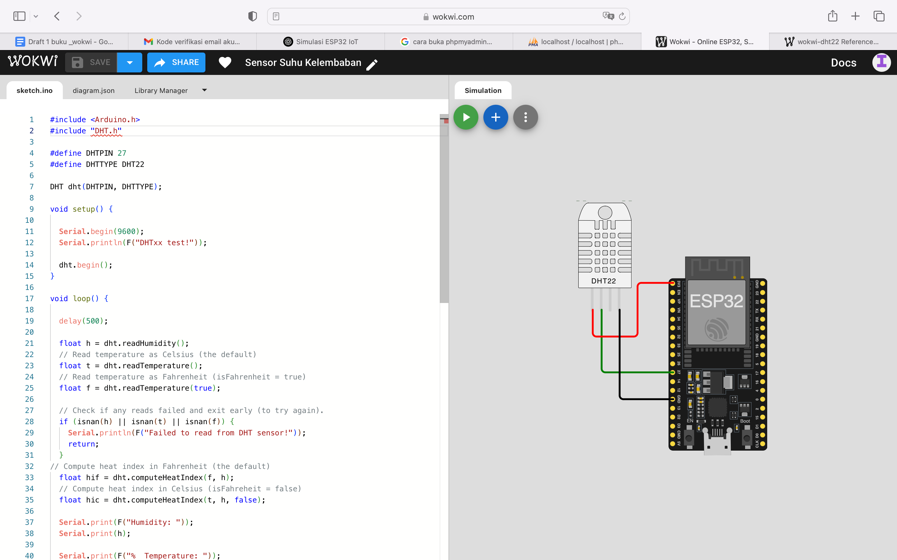 wokwi.com
Draft 1 buku _wokwi - Go...
Kode verifikasi email aku...
Simulasi ESP32 IoT
cara buka phpmyadmin...
localhost / localhost | ph...
Wokwi - Online ESP32, S...
wokwi-dht22 Reference...
WOKWI
SAVE
SHARE
Sensor Suhu Kelembaban
Docs
sketch.ino
diagram.json
Library Manager
Simulation
1 #include <Arduino.h>
2 #include "DHT.h"
3
4 #define DHTPIN 27
5 #define DHTTYPE DHT22
6
7 DHT dht(DHTPIN, DHTTYPE);
8
9 void setup() {
10
11 Serial.begin(9600);
12 Serial.println(F("DHTxx test!"));
13
14 dht.begin();
15 }
16
17 void loop() {
18
19 delay(500);
20
21 float h = dht.readHumidity();
22 // Read temperature as Celsius (the default)
23 float t = dht.readTemperature();
24 // Read temperature as Fahrenheit (isFahrenheit = true)
25 float f = dht.readTemperature(true);
26
27 // Check if any reads failed and exit early (to try again).
28 if (isnan(h) || isnan(t) || isnan(f)) {
29 Serial.println(F("Failed to read from DHT sensor!"));
30 return;
31 }
32 // Compute heat index in Fahrenheit (the default)
33 float hif = dht.computeHeatIndex(f, h);
34 // Compute heat index in Celsius (isFahreheit = false)
35 float hic = dht.computeHeatIndex(t, h, false);
36
37 Serial.print(F("Humidity: "));
38 Serial.print(h);
39
40 Serial.print(F("%  Temperature: "));
DHT22
ESP32
EN
Boot